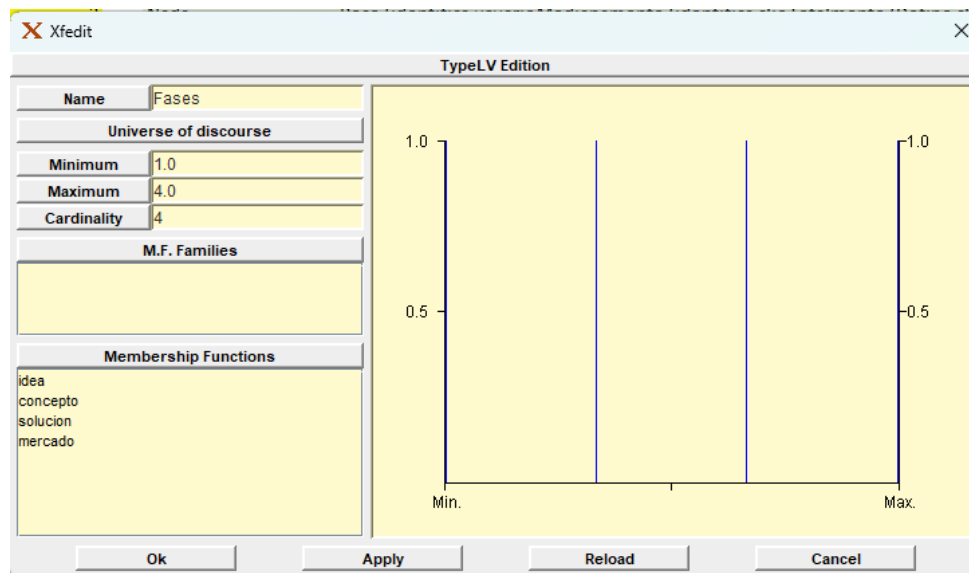 Xfedit
TypeLV Edition
Name Fases
Universe of discourse
Minimum 1.0
Maximum 4.0
Cardinality 4
M.F. Families
Membership Functions
idea
concepto
solucion
mercado
1.0 1.0
0.5 0.5
Min. Max.
Ok Apply Reload Cancel